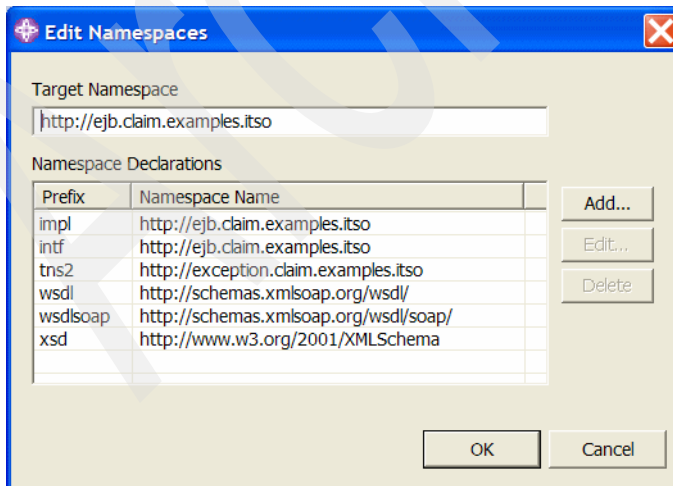 Edit Namespaces
Target Namespace
http://ejb.claim.examples.itso
Namespace Declarations
Prefix Namespace Name
impl http://ejb.claim.examples.itso
intf http://ejb.claim.examples.itso
tns2 http://exception.claim.examples.itso
wsdl http://schemas.xmlsoap.org/wsdl/
wsdlsoap http://schemas.xmlsoap.org/wsdl/soap/
xsd http://www.w3.org/2001/XMLSchema
Add...
Edit...
Delete
OK Cancel